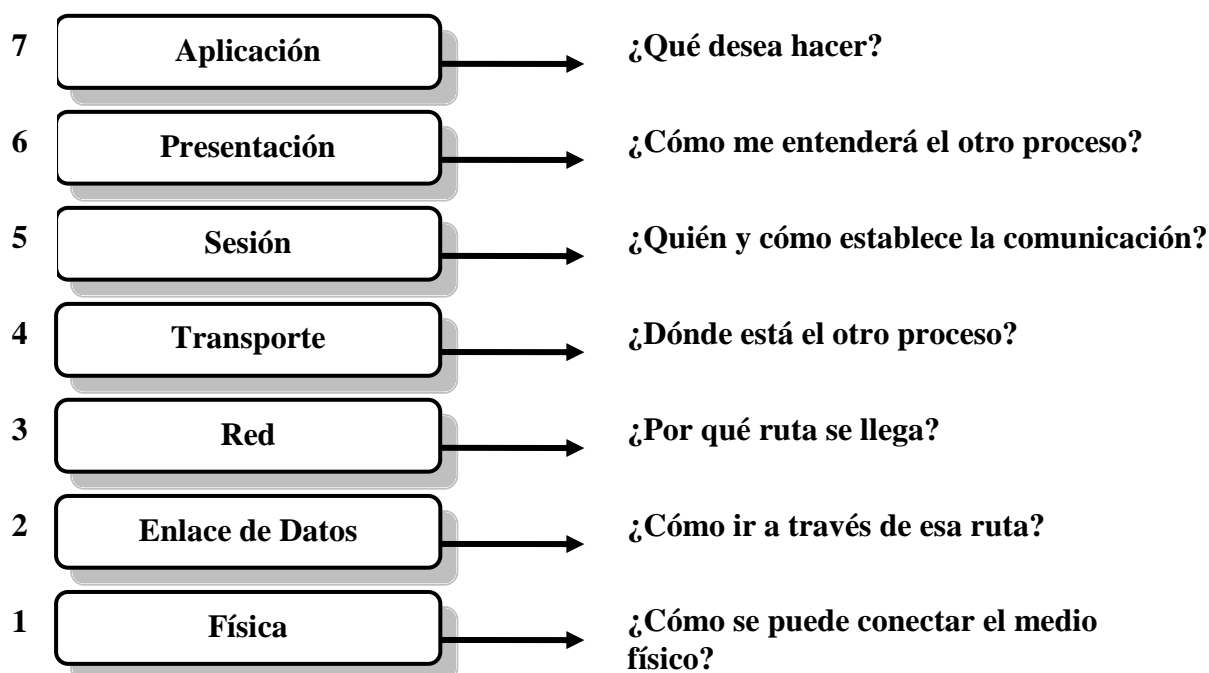 7 Aplicación ¿Qué desea hacer?
6 Presentación ¿Cómo me entenderá el otro proceso?
5 Sesión ¿Quién y cómo establece la comunicación?
4 Transporte ¿Dónde está el otro proceso?
3 Red ¿Por qué ruta se llega?
2 Enlace de Datos ¿Cómo ir a través de esa ruta?
1 Física ¿Cómo se puede conectar el medio
físico?